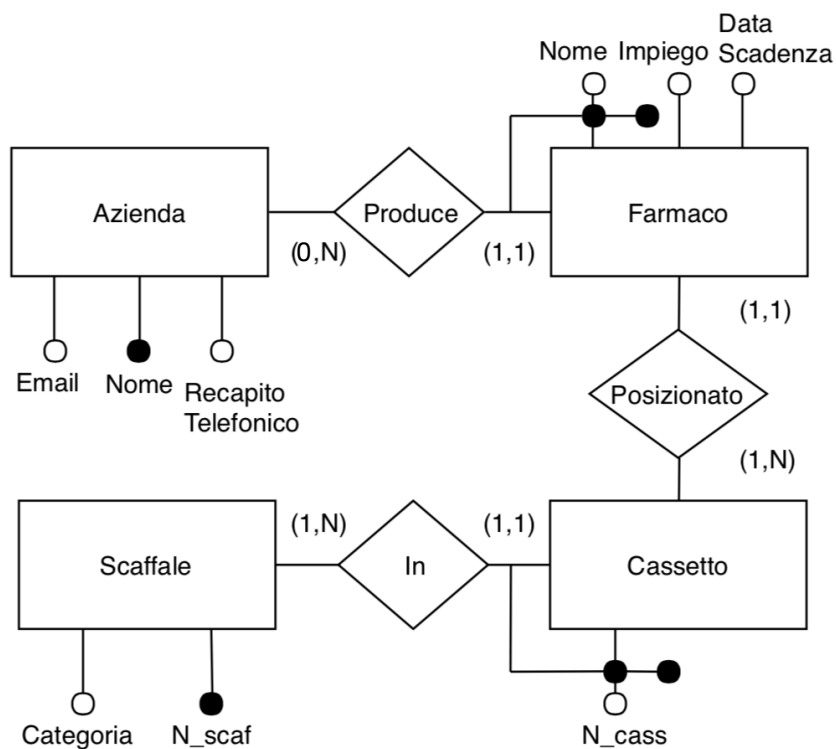 Data
Nome Impiego Scadenza
Azienda
Produce
Farmaco
(0,N)
(1,1)
(1,1)
Email
Nome
Recapito
Telefonico
Posizionato
(1,N)
(1,N)
(1,1)
Scaffale
In
Cassetto
Categoria
N_scaf
N_cass